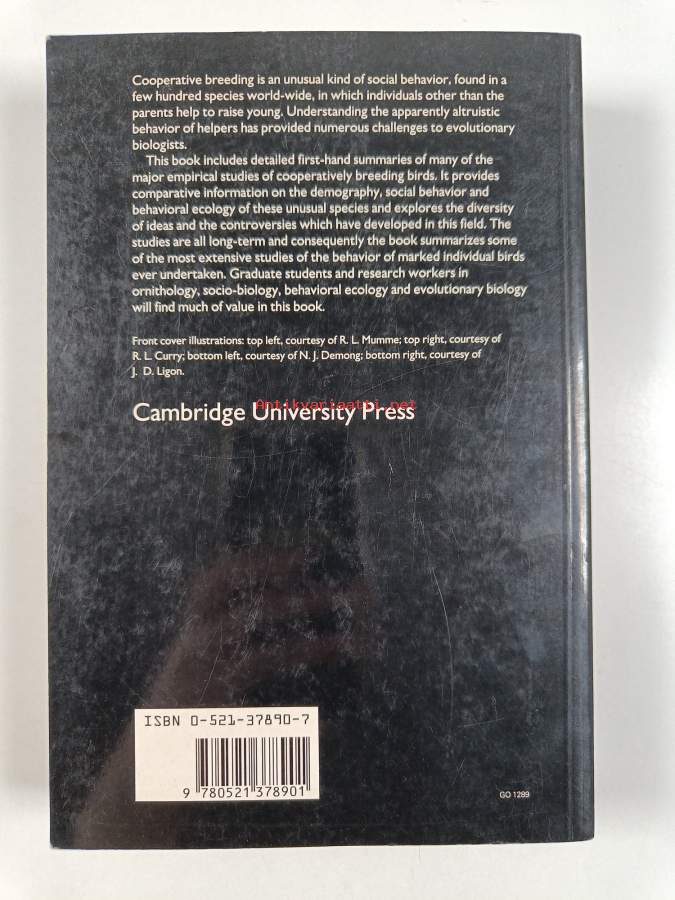 Cooperative breeding is an unusual kind of social behavior, found in a
few hundred species world-wide, in which individuals other than the
parents help to raise young. Understanding the apparently altruistic
behavior of helpers has provided numerous challenges to evolutionary
biologists.
This book includes detailed first-hand summaries of many of the
major empirical studies of cooperatively breeding birds. It provides
comparative information on the demography, social behavior and
behavioral ecology of these unusual species and explores the diversity
of ideas and the controversies which have developed in this field. The
studies are all long-term and consequently the book summarizes some
of the most extensive studies of the behavior of marked individual birds
ever undertaken. Graduate students and research workers in
ornithology, socio-biology, behavioral ecology and evolutionary biology
will find much of value in this book.
Front cover illustrations: top left, courtesy of R. L. Mumme; top right, courtesy of
R. L. Curry; bottom left, courtesy of N. J. Demong; bottom right, courtesy of
J. D. Ligon.
Antikvariaatti.net
Cambridge University Press
ISBN 0-521-37890-7
9 780521 378901
GO 1289